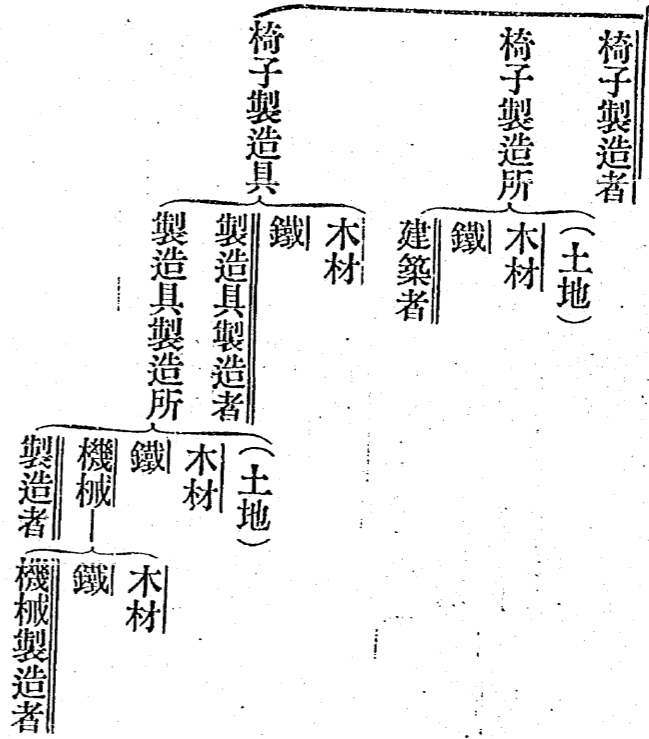 椅子製造者
椅子製造所
(土地)
木材
鐵
建築者
椅子製造具
木材
鐵
製造具製造者
製造具製造所
(土地)
木材
鐵
機械
製造者
木材
鐵
機械製造者